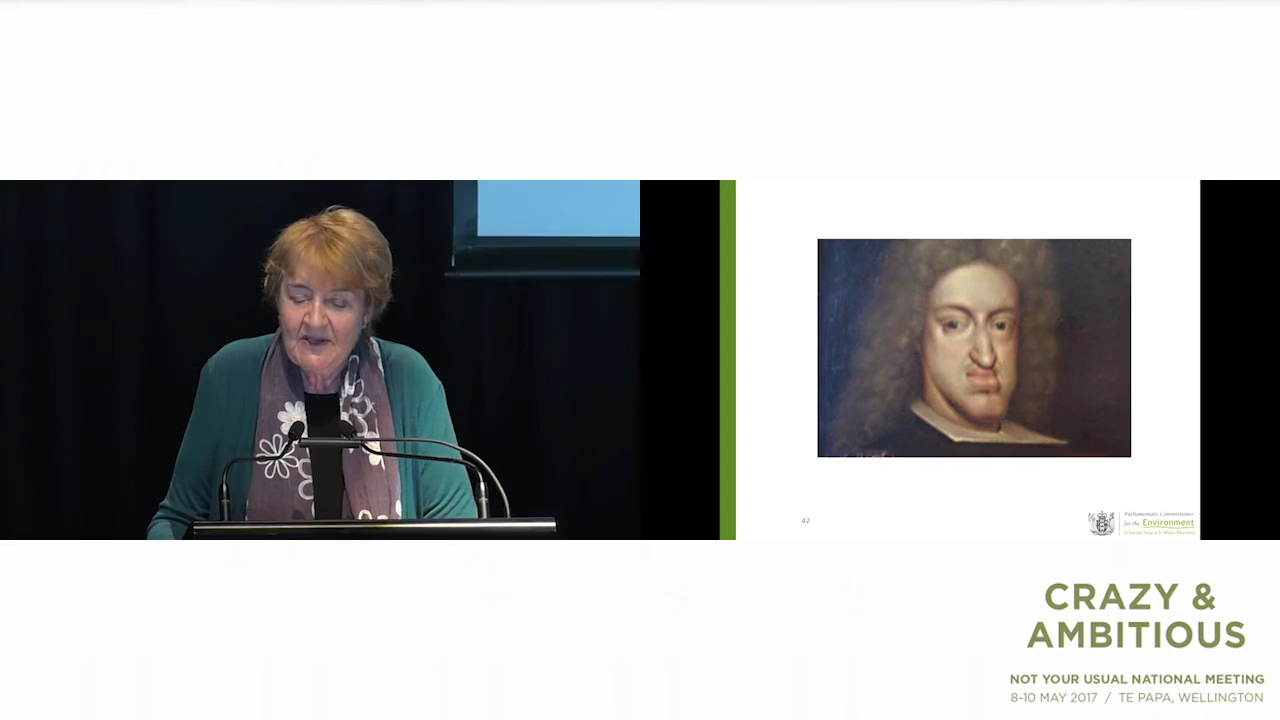 42
Parliamentary Commissioner
for the Environment
CRAZY &
AMBITIOUS
NOT YOUR USUAL NATIONAL MEETING
8-10 MAY 2017 / TE PAPA, WELLINGTON